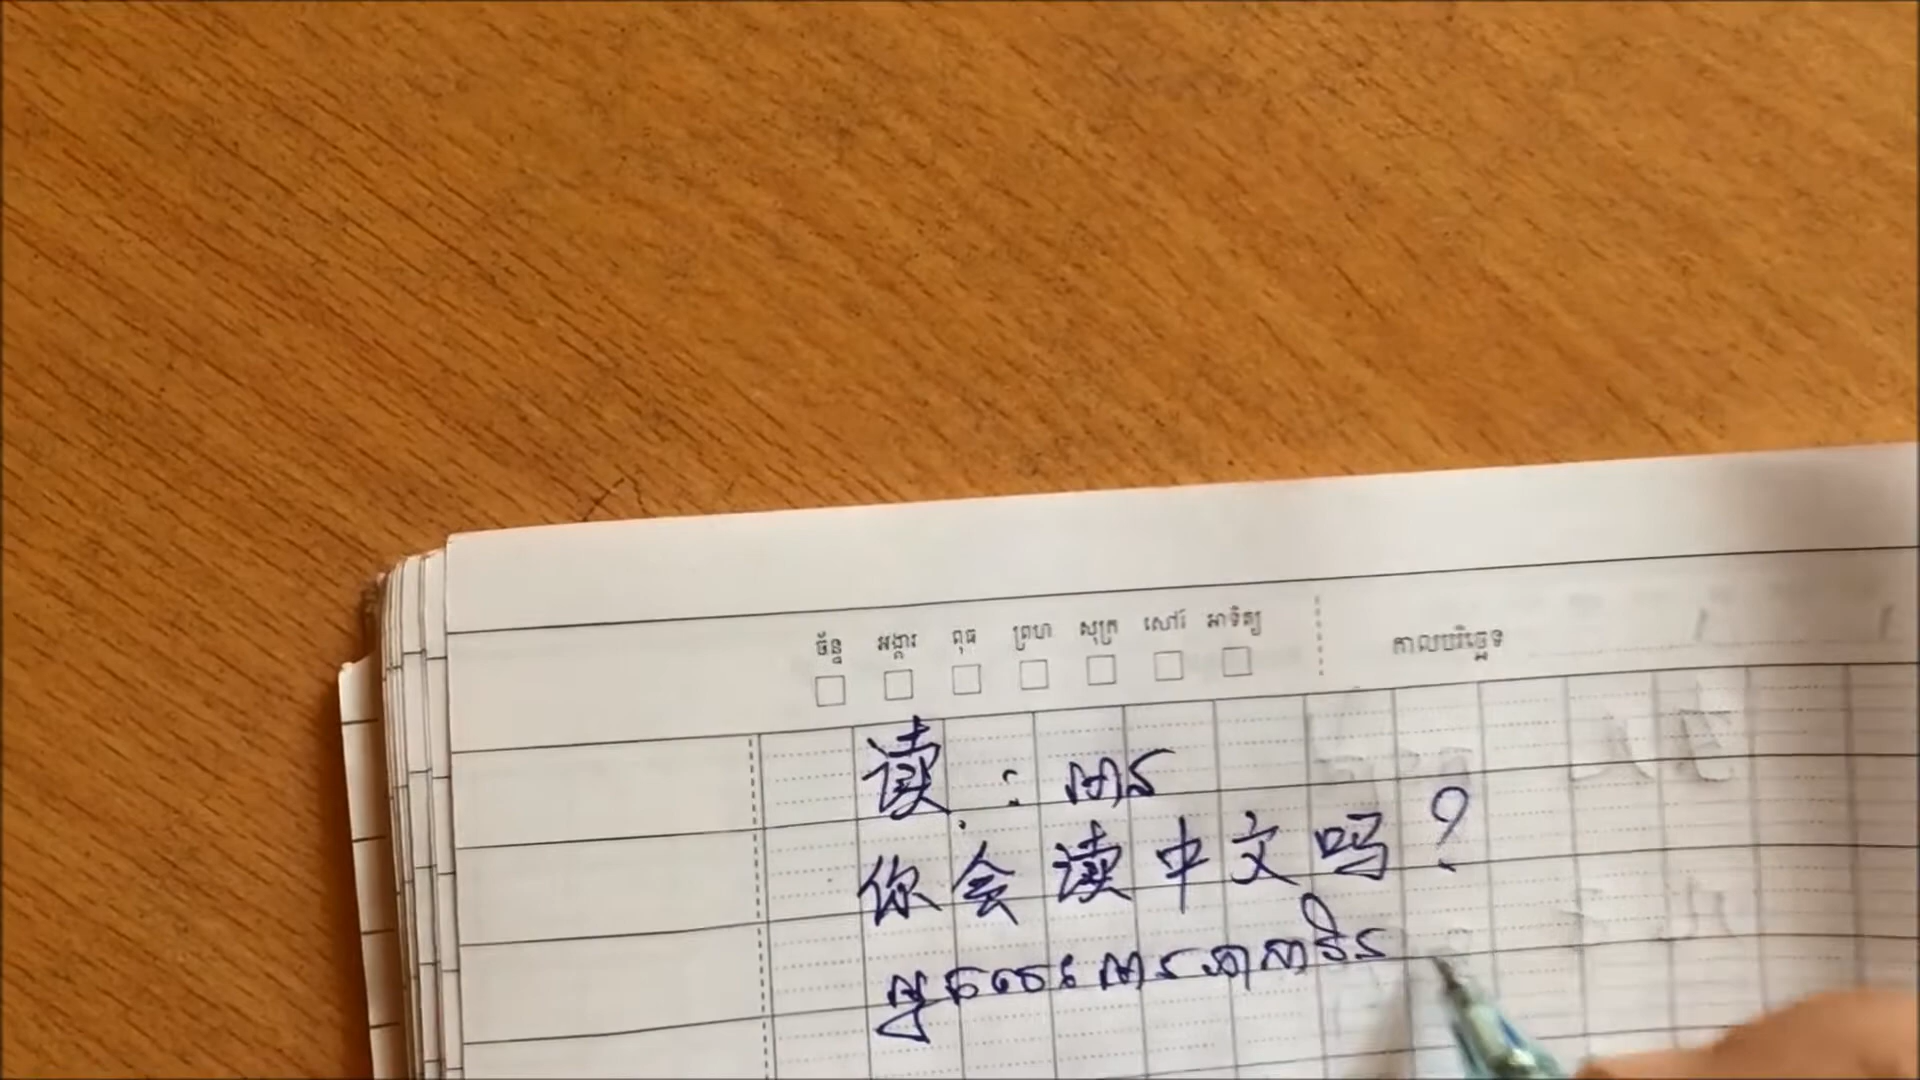 ច័ន្ទ អង្គារ ពុធ ព្រហ សុក្រ សៅរ៍ អាទិត្យ កាលបរិច្ឆេទ
读 : អាន
你会读中文吗?
អ្នកចេះអានភាសាចិន